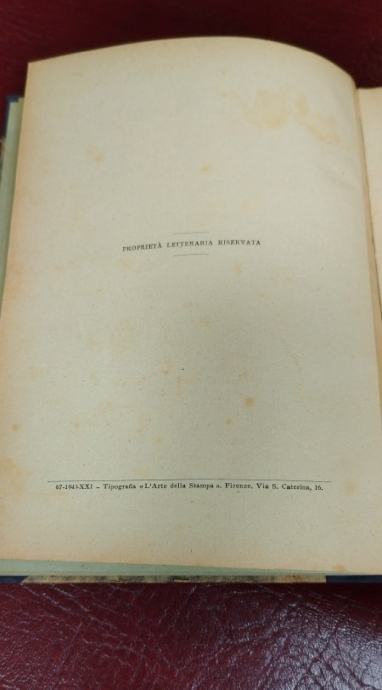 PROPRIETÀ LETTERARIA RISERVATA
67-1943-XXI - Tipografia «L'Arte della Stampa». Firenze, Via S. Caterina, 16.